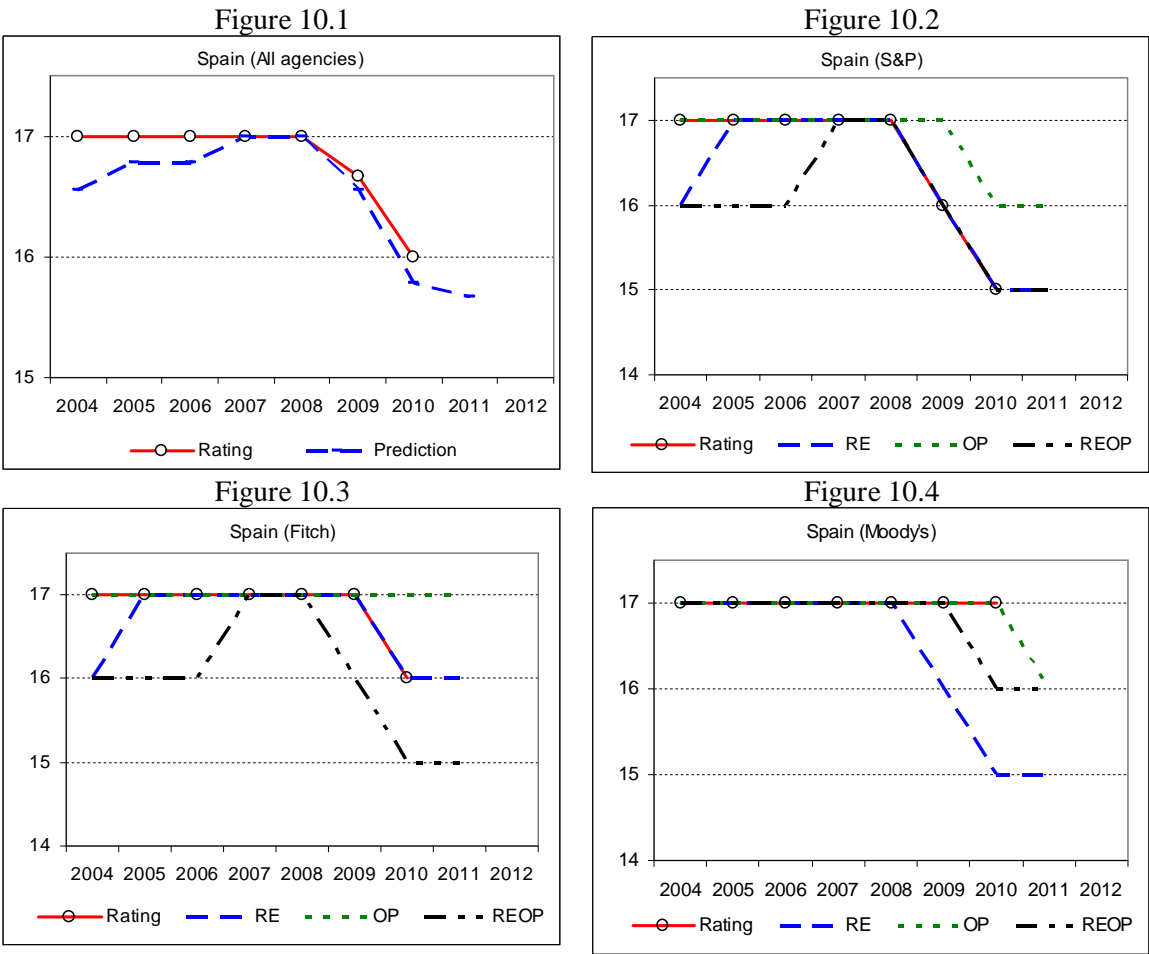 Figure 10.1
Spain (All agencies)
17
16
15
2004 2005 2006 2007 2008 2009 2010 2011 2012
Rating Prediction
Figure 10.2
Spain (S&P)
17
16
15
14
2004 2005 2006 2007 2008 2009 2010 2011 2012
Rating RE OP REOP
Figure 10.3
Spain (Fitch)
17
16
15
14
2004 2005 2006 2007 2008 2009 2010 2011 2012
Rating RE OP REOP
Figure 10.4
Spain (Moody's)
17
16
15
14
2004 2005 2006 2007 2008 2009 2010 2011 2012
Rating RE OP REOP